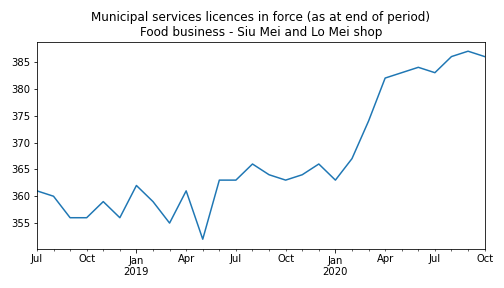 Municipal services licences in force (as at end of period)
Food business - Siu Mei and Lo Mei shop
385
380
375
370
365
360
355
Jul Oct Jan Apr Jul Oct Jan Apr Jul Oct
2019 2020